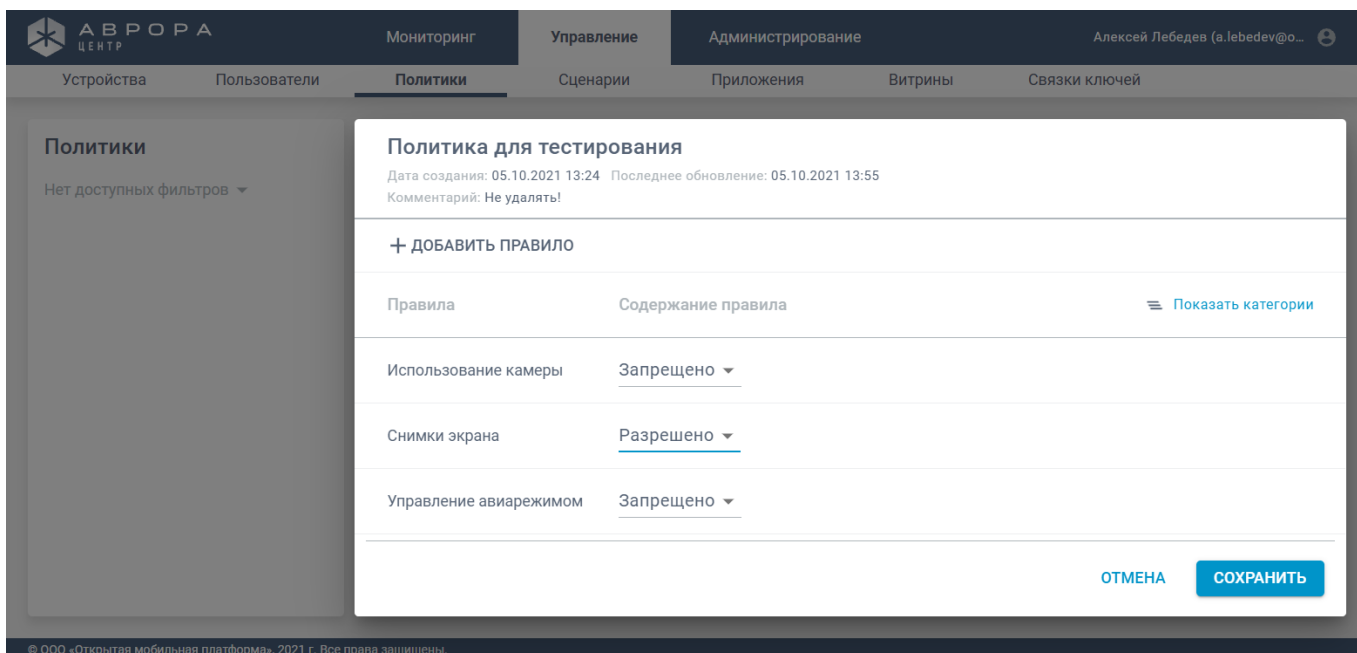 АВРОРА
ЦЕНТР
Мониторинг Управление Администрирование Алексей Лебедев (a.lebedev@o...
Устройства Пользователи Политики Сценарии Приложения Витрины Связки ключей
Политики
Нет доступных фильтров
Политика для тестирования
Дата создания: 05.10.2021 13:24 Последнее обновление: 05.10.2021 13:55
Комментарий: Не удалять!
+ ДОБАВИТЬ ПРАВИЛО
Правила Содержание правила Показать категории
Использование камеры Запрещено
Снимки экрана Разрешено
Управление авиарежимом Запрещено
ОТМЕНА СОХРАНИТЬ
© ООО «Открытая мобильная платформа», 2021 г. Все права защищены.